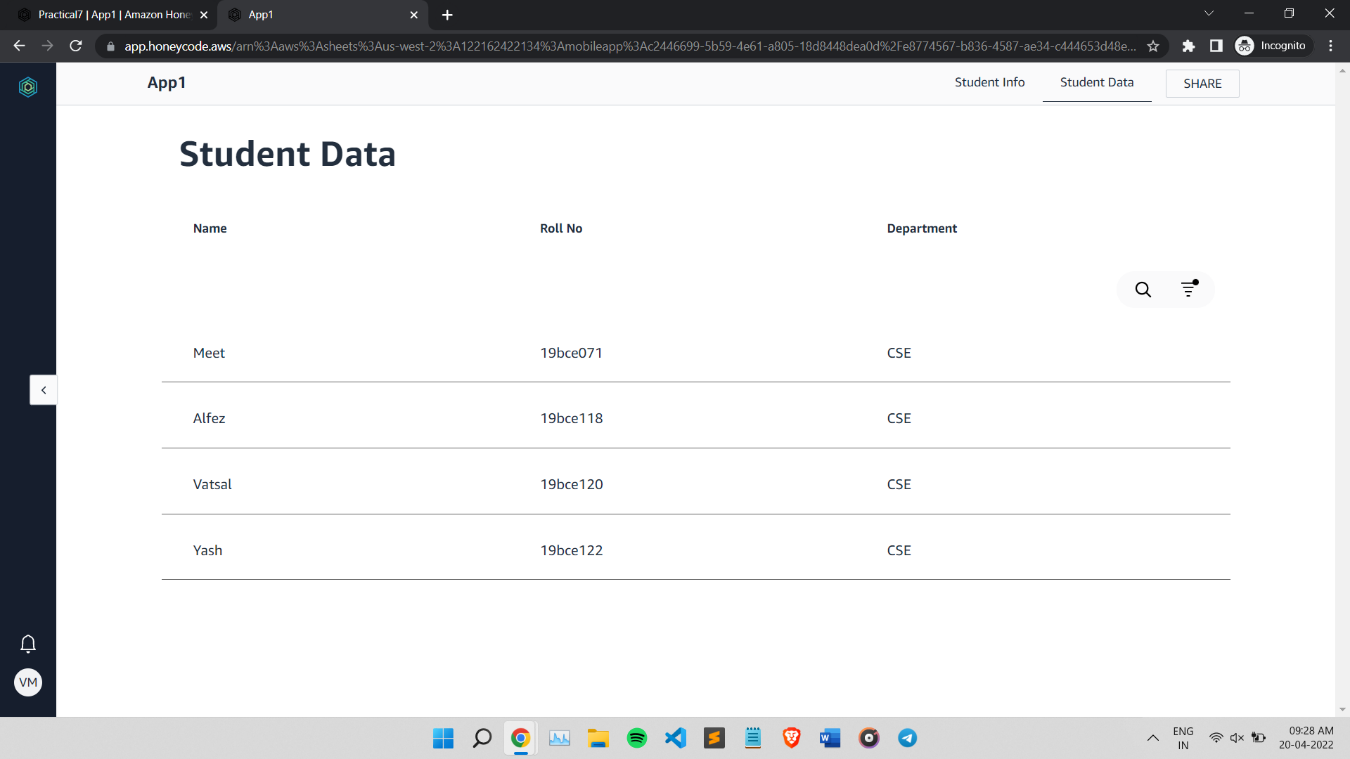 Practical7 | App1 | Amazon Hone
App1
app.honeycode.aws/arn%3Aaws%3Asheets%3Aus-west-2%3A122162422134%3Amobileapp%3Ac2446699-5b59-4e61-a805-18d8448dea0d%2Fe8774567-b836-4587-ae34-c444653d48e...
Incognito
App1
Student Info
Student Data
SHARE
Student Data
Name Roll No Department
Meet 19bce071 CSE
Alfez 19bce118 CSE
Vatsal 19bce120 CSE
Yash 19bce122 CSE
VM
ENG
IN
09:28 AM
20-04-2022